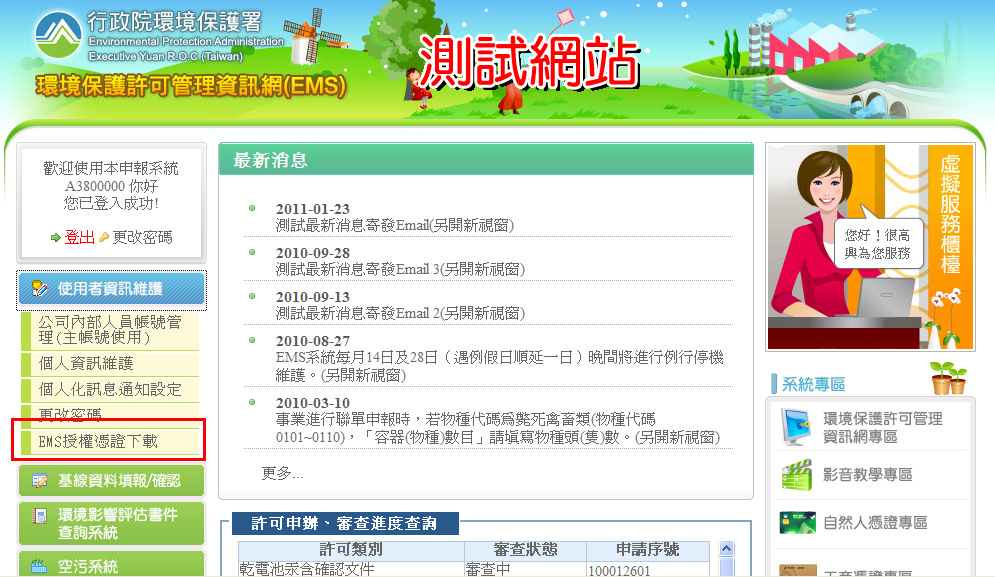 行政院環境保護署
Environmental Protection Administration
Executive Yuan R.O.C.(Taiwan)
環境保護許可管理資訊網(EMS)
測試網站
歡迎使用本申報系統
A3800000 你好
您已登入成功!
登出 更改密碼
使用者資訊維護
公司內部人員帳號管
理(主帳號使用)
個人資訊維護
個人化訊息通知設定
更改密碼
EMS授權憑證下載
基線資料填報/確認
環境影響評估書件
查詢系統
空污系統
最新消息
2011-01-23
測試最新消息寄發Email(另開新視窗)
2010-09-28
測試最新消息寄發Email 3(另開新視窗)
2010-09-13
測試最新消息寄發Email 2(另開新視窗)
2010-08-27
EMS系統每月14日及28日（遇例假日順延一日）晚間將進行例行停機
維護。(另開新視窗)
2010-03-10
事業進行聯單申報時，若物種代碼為斃死禽畜類(物種代碼
0101~0110)，「容器(物種)數目」請填寫物種頭(隻)數。(另開新視窗)
更多...
許可申辦、審查進度查詢
許可類別 審查狀態 申請序號
乾電池汞含確認文件 審查中 100012601
虛擬服務櫃檯
您好！很高
興為您服務
系統專區
環境保護許可管理
資訊網專區
影音教學專區
自然人憑證專區
工商憑證專區